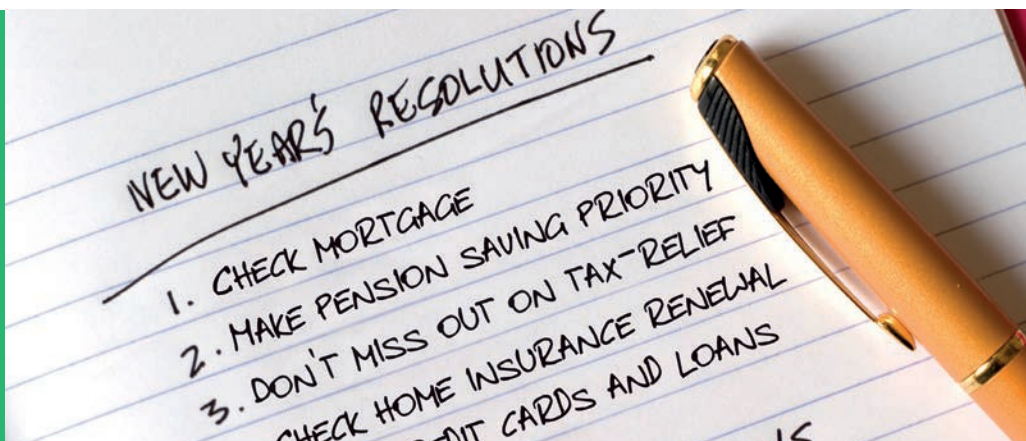 NEW YEAR'S RESOLUTIONS
1. CHECK MORTGAGE
2. MAKE PENSION SAVING PRIORITY
3. DON'T MISS OUT ON TAX-RELIEF
CHECK HOME INSURANCE RENEWAL
CARDS AND LOANS